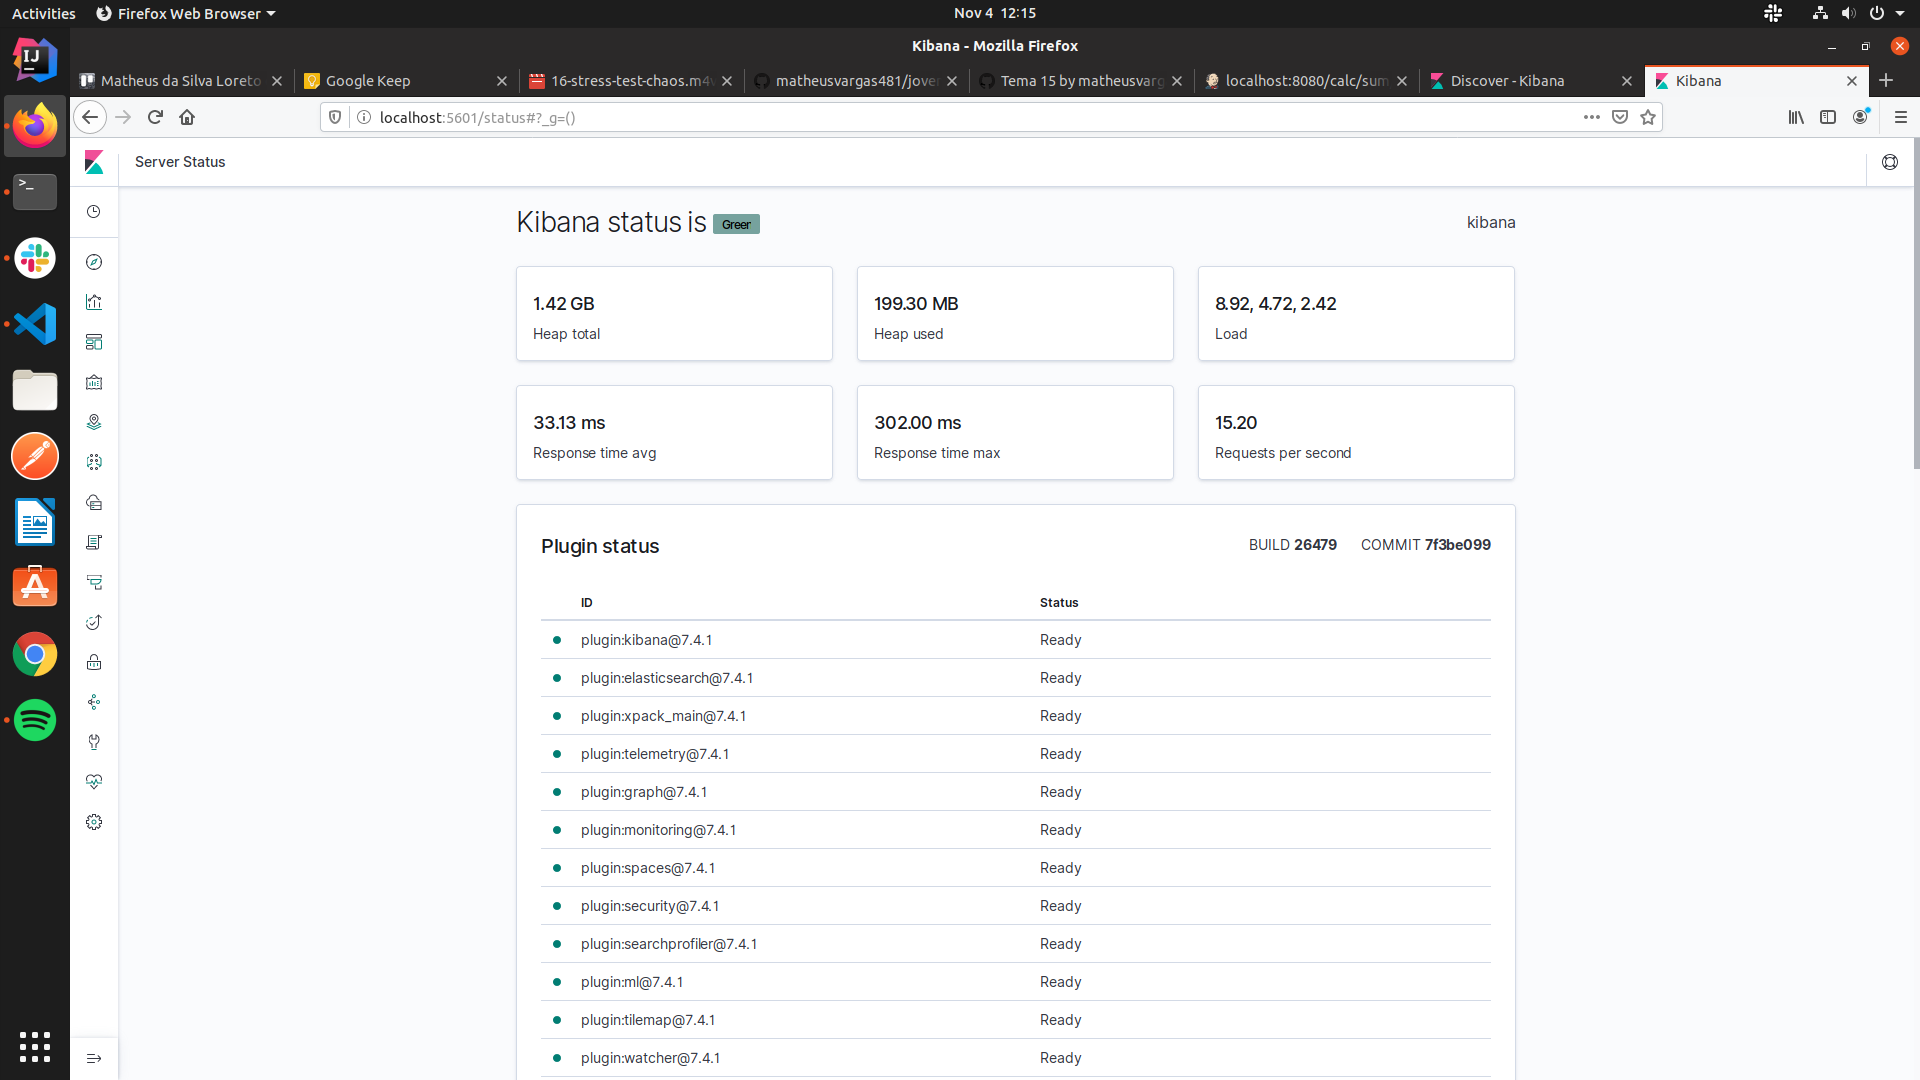 Activities
Firefox Web Browser
Nov 4 12:15
Kibana - Mozilla Firefox
Matheus da Silva Loreto
Google Keep
16-stress-test-chaos.m4v
matheusvargas481/jover
Tema 15 by matheusvarg
localhost:8080/calc/sum
Discover - Kibana
Kibana
localhost:5601/status#?_g=()
Server Status
Kibana status is Green
kibana
1.42 GB
Heap total
199.30 MB
Heap used
8.92, 4.72, 2.42
Load
33.13 ms
Response time avg
302.00 ms
Response time max
15.20
Requests per second
Plugin status
BUILD 26479
COMMIT 7f3be099
ID
Status
plugin:kibana@7.4.1
Ready
plugin:elasticsearch@7.4.1
Ready
plugin:xpack_main@7.4.1
Ready
plugin:telemetry@7.4.1
Ready
plugin:graph@7.4.1
Ready
plugin:monitoring@7.4.1
Ready
plugin:spaces@7.4.1
Ready
plugin:security@7.4.1
Ready
plugin:searchprofiler@7.4.1
Ready
plugin:ml@7.4.1
Ready
plugin:tilemap@7.4.1
Ready
plugin:watcher@7.4.1
Ready